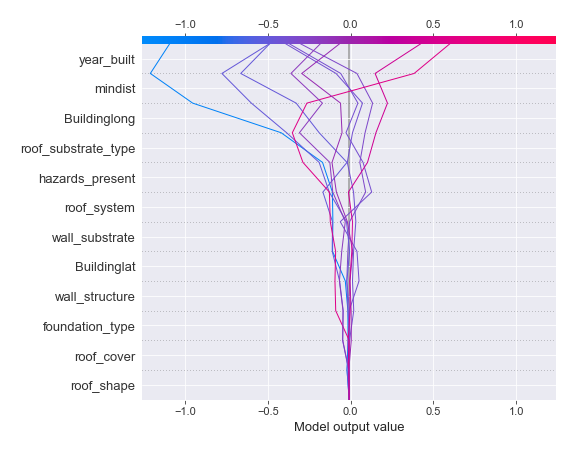 −1.0 −0.5 0.0 0.5 1.0
year_built
mindist
Buildinglong
roof_substrate_type
hazards_present
roof_system
wall_substrate
Buildinglat
wall_structure
foundation_type
roof_cover
roof_shape
−1.0 −0.5 0.0 0.5 1.0
Model output value